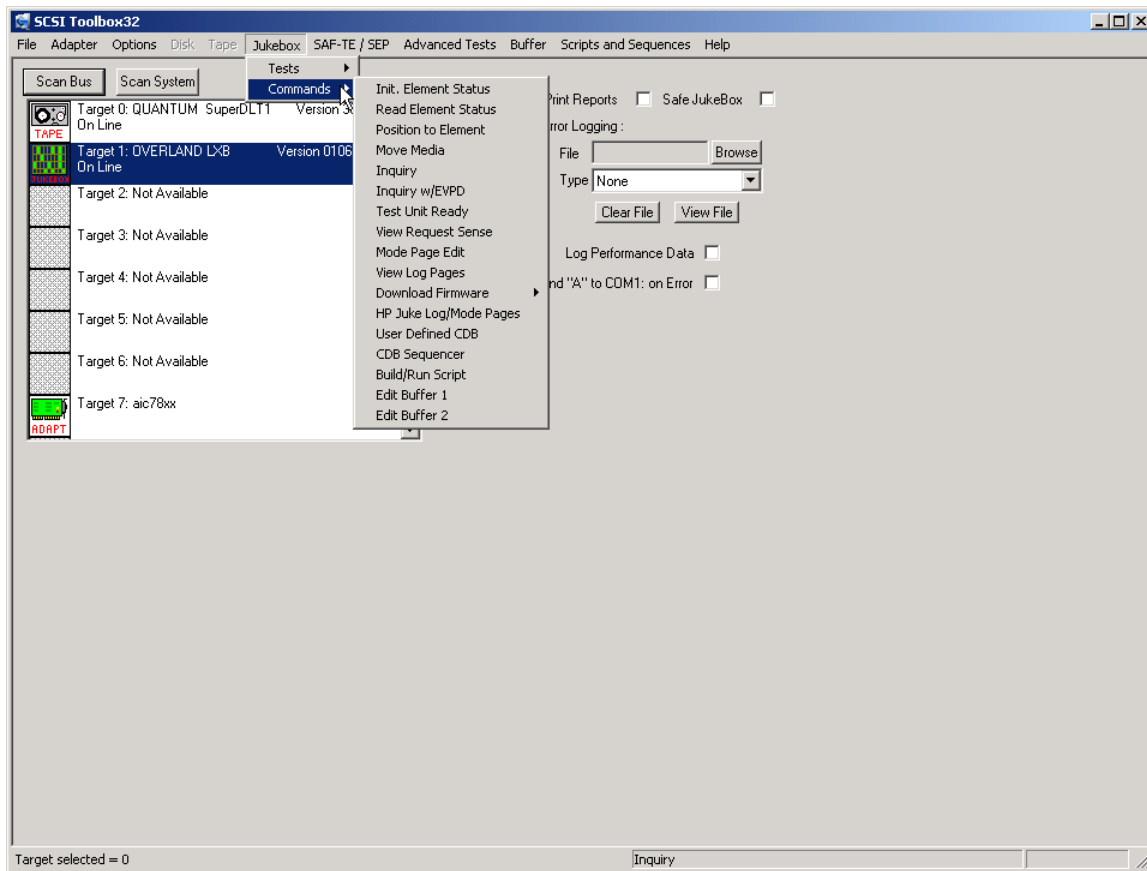 SCSI Toolbox32
File Adapter Options Disk Tape Jukebox SAF-TE / SEP Advanced Tests Buffer Scripts and Sequences Help
Scan Bus Scan System
Tests
Commands
Init. Element Status
Read Element Status
Position to Element
Move Media
Inquiry
Inquiry w/EVPD
Test Unit Ready
View Request Sense
Mode Page Edit
View Log Pages
Download Firmware
HP Juke Log/Mode Pages
User Defined CDB
CDB Sequencer
Build/Run Script
Edit Buffer 1
Edit Buffer 2
TAPE
Target 0: QUANTUM SuperDLT1 Version
On Line
JUKEBOX
Target 1: OVERLAND LXB Version 0106
On Line
Target 2: Not Available
Target 3: Not Available
Target 4: Not Available
Target 5: Not Available
Target 6: Not Available
ADAPT
Target 7: aic78xx
Print Reports Safe JukeBox
rror Logging :
File Browse
Type None
Clear File View File
Log Performance Data
nd "A" to COM1: on Error
Target selected = 0
Inquiry